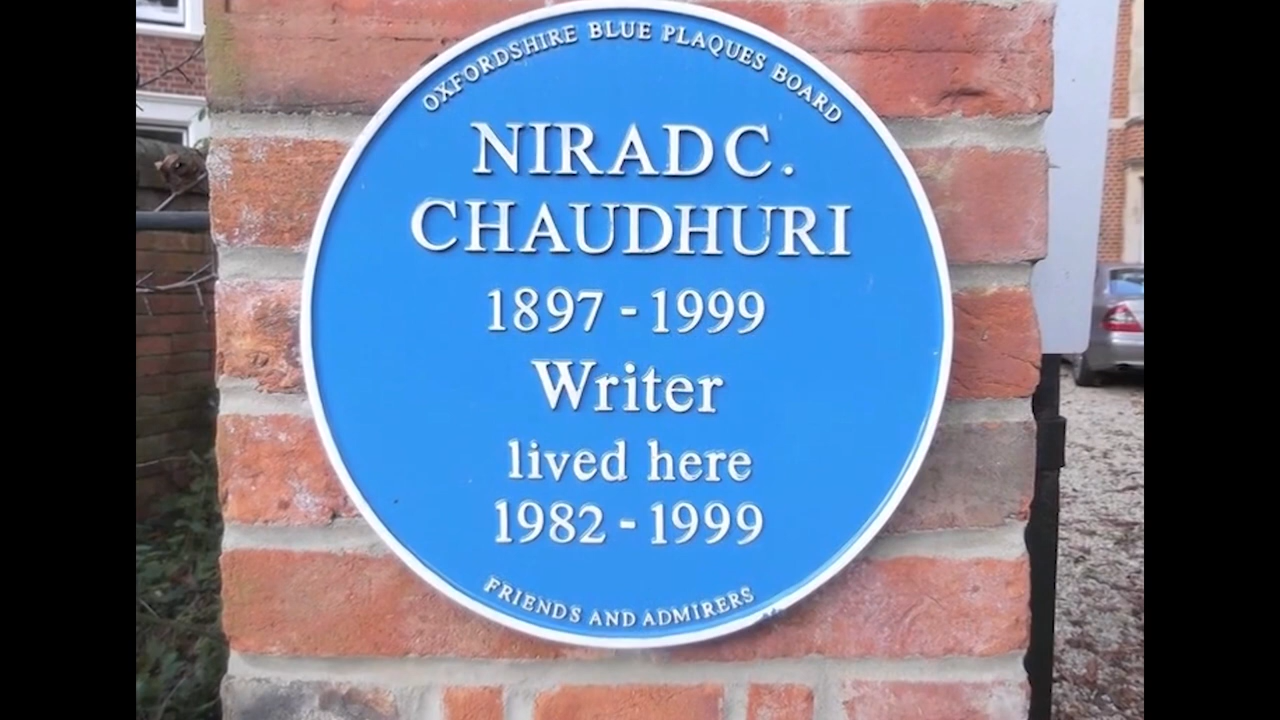 OXFORDSHIRE BLUE PLAQUES BOARD
NIRAD C.
CHAUDHURI
1897 - 1999
Writer
lived here
1982 - 1999
FRIENDS AND ADMIRERS